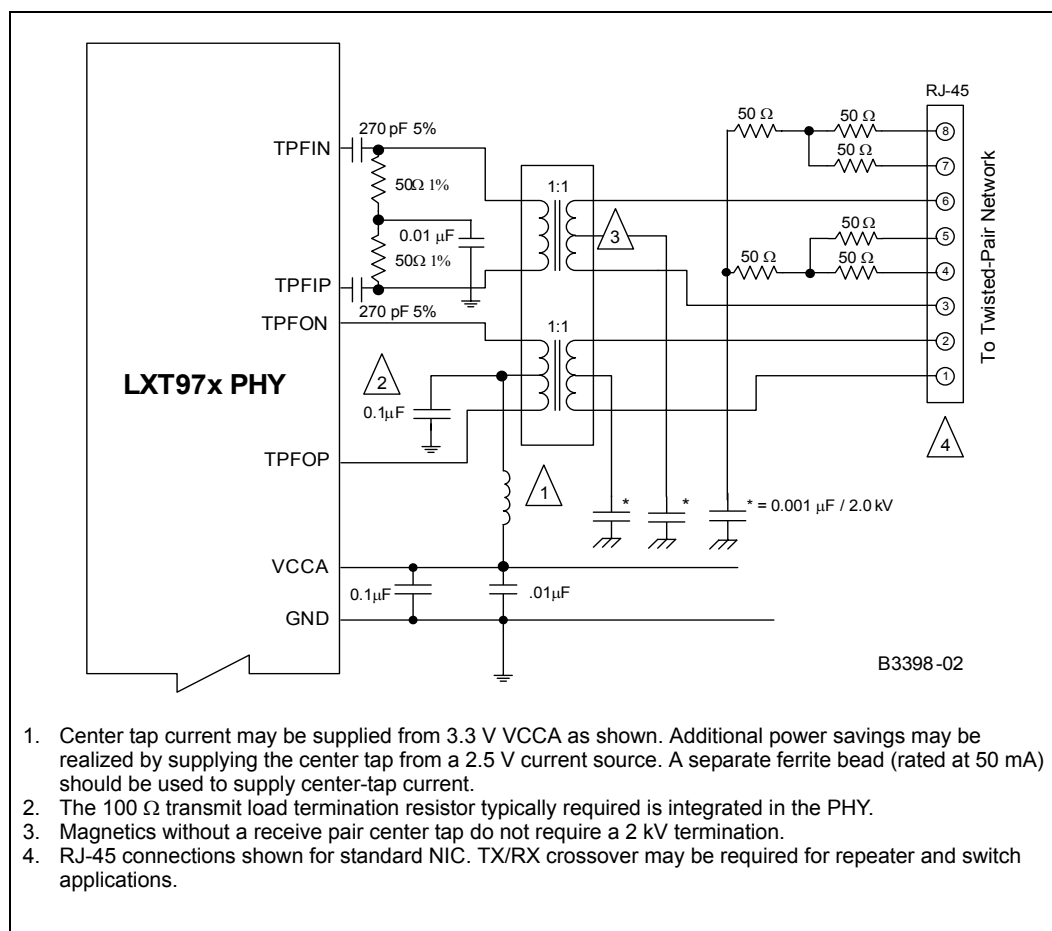 RJ-45
50 Ω
50 Ω
8
270 pF 5%
TPFIN
50 Ω
7
50Ω 1%
1:1
6
3
50 Ω
5
0.01 µF
50 Ω
50 Ω
4
50Ω 1%
TPFIP
3
270 pF 5%
TPFON
1:1
2
To Twisted-Pair Network
LXT97x PHY
2
1
0.1µF
4
TPFOP
1
*
*
* = 0.001 µF / 2.0 kV
VCCA
0.1µF
.01µF
GND
B3398-02
1. Center tap current may be supplied from 3.3 V VCCA as shown. Additional power savings may be
realized by supplying the center tap from a 2.5 V current source. A separate ferrite bead (rated at 50 mA)
should be used to supply center-tap current.
2. The 100 Ω transmit load termination resistor typically required is integrated in the PHY.
3. Magnetics without a receive pair center tap do not require a 2 kV termination.
4. RJ-45 connections shown for standard NIC. TX/RX crossover may be required for repeater and switch
applications.